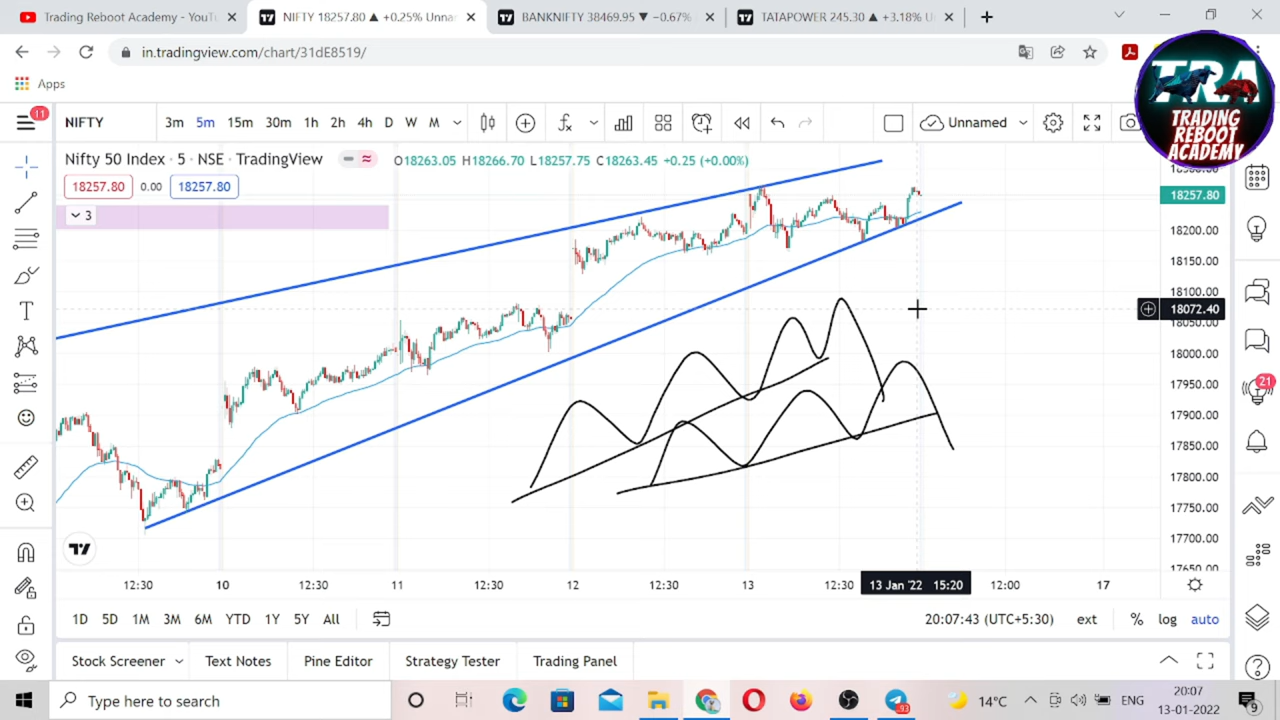 Trading Reboot Academy - YouTu
NIFTY 18257.80 ▲ +0.25% Unnar
BANKNIFTY 38469.95 ▼ −0.67%
TATAPOWER 245.30 ▲ +3.18% U
in.tradingview.com/chart/31dE8519/
Apps
TRA
TRADING
REBOOT
ACADEMY
11
NIFTY
3m 5m 15m 30m 1h 2h 4h D W M
Unnamed
Nifty 50 Index · 5 · NSE · TradingView
O18263.05 H18266.70 L18257.75 C18263.45 +0.25 (+0.00%)
18257.80 0.00 18257.80
3
18257.80
18200.00
18150.00
18100.00
18072.40
18050.00
18000.00
17950.00
17900.00
17850.00
17800.00
17750.00
17700.00
17650.00
21
12:30 10 12:30 11 12:30 12 12:30 13 12:30 13 Jan '22 15:20 12:00 17
1D 5D 1M 3M 6M YTD 1Y 5Y All
20:07:43 (UTC+5:30) ext % log auto
Stock Screener Text Notes Pine Editor Strategy Tester Trading Panel
Type here to search
93
14°C
ENG
20:07
13-01-2022
9